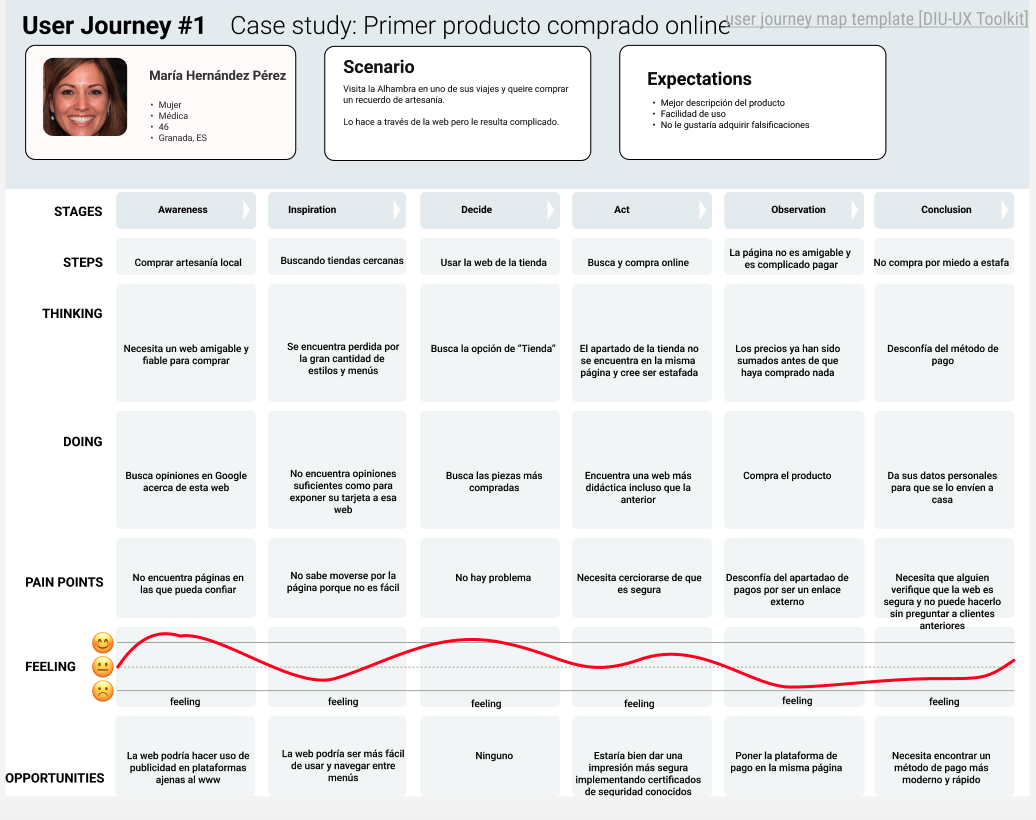 User Journey #1 Case study: Primer producto comprado online
user journey map template [DIU-UX Toolkit]
María Hernández Pérez
• Mujer
• Médica
• 46
• Granada, ES
Scenario
Visita la Alhambra en uno de sus viajes y queire comprar
un recuerdo de artesanía.
Lo hace a través de la web pero le resulta complicado.
Expectations
• Mejor descripción del producto
• Facilidad de uso
• No le gustaría adquirir falsificaciones
STAGES
Awareness
Inspiration
Decide
Act
Observation
Conclusion
STEPS
Comprar artesanía local
Buscando tiendas cercanas
Usar la web de la tienda
Busca y compra online
La página no es amigable y
es complicado pagar
No compra por miedo a estafa
THINKING
Necesita un web amigable y
fiable para comprar
Se encuentra perdida por
la gran cantidad de
estilos y menús
Busca la opción de "Tienda"
El apartado de la tienda no
se encuentra en la misma
página y cree ser estafada
Los precios ya han sido
sumados antes de que
haya comprado nada
Desconfía del método de
pago
DOING
Busca opiniones en Google
acerca de esta web
No encuentra opiniones
suficientes como para
exponer su tarjeta a esa
web
Busca las piezas más
compradas
Encuentra una web más
didáctica incluso que la
anterior
Compra el producto
Da sus datos personales
para que se lo envíen a
casa
PAIN POINTS
No encuentra páginas en
las que pueda confiar
No sabe moverse por la
página porque no es fácil
No hay problema
Necesita cerciorarse de que
es segura
Desconfía del apartadao de
pagos por ser un enlace
externo
Necesita que alguien
verifique que la web es
segura y no puede hacerlo
sin preguntar a clientes
anteriores
FEELING
feeling
feeling
feeling
feeling
feeling
feeling
OPPORTUNITIES
La web podría hacer uso de
publicidad en plataformas
ajenas al www
La web podría ser más fácil
de usar y navegar entre
menús
Ninguno
Estaría bien dar una
impresión más segura
implementando certificados
de seguridad conocidos
Poner la plataforma de
pago en la misma página
Necesita encontrar un
método de pago más
moderno y rápido